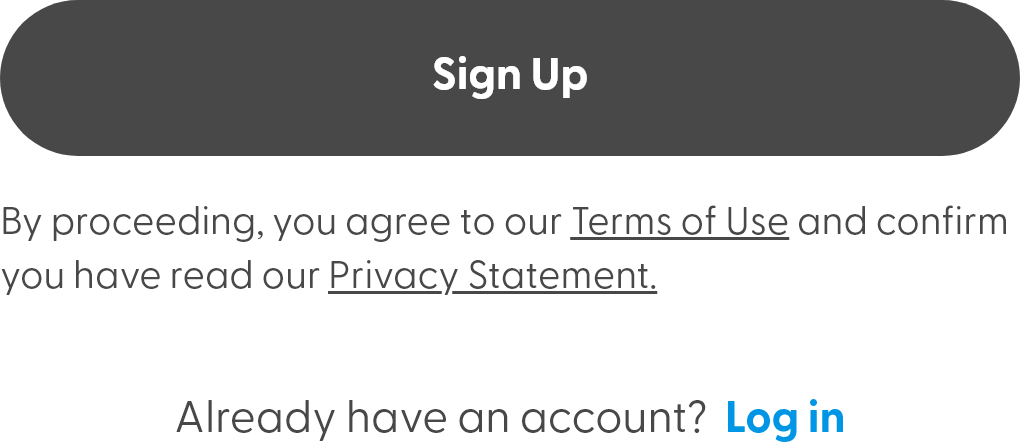 Sign Up
By proceeding, you agree to our Terms of Use and confirm
you have read our Privacy Statement.
Already have an account? Log in